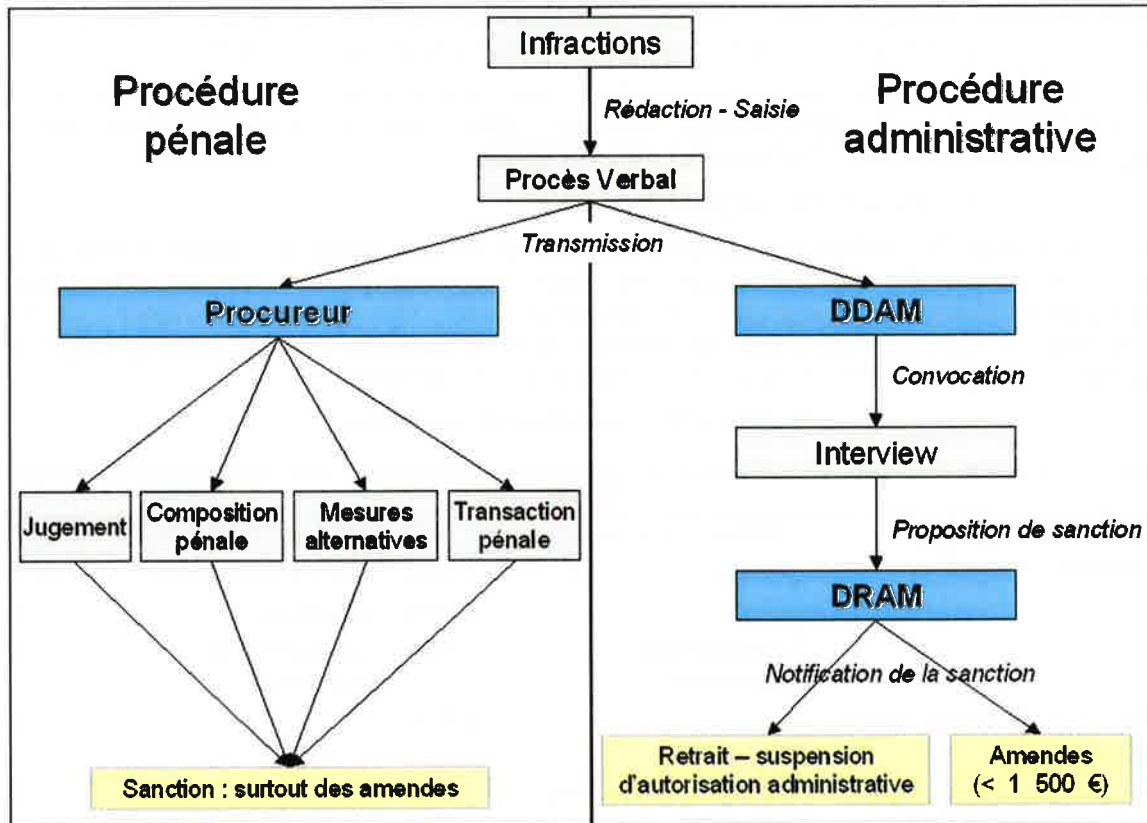 Infractions
Procédure
pénale
Procédure
administrative
Rédaction - Saisie
Procès Verbal
Transmission
Procureur
DDAM
Convocation
Interview
Jugement
Composition
pénale
Mesures
alternatives
Transaction
pénale
Proposition de sanction
DRAM
Notification de la sanction
Sanction : surtout des amendes
Retrait – suspension
d'autorisation administrative
Amendes
(< 1 500 €)